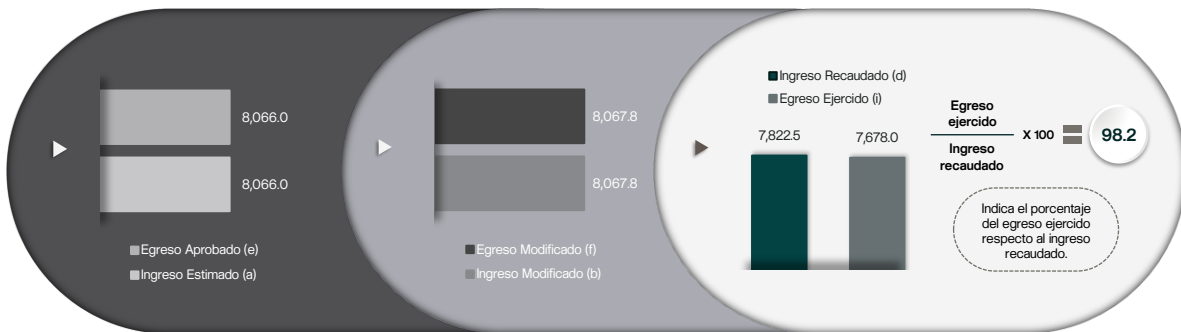 8,066.0
8,066.0
Egreso Aprobado (e)
Ingreso Estimado (a)
8,067.8
8,067.8
Egreso Modificado (f)
Ingreso Modificado (b)
Ingreso Recaudado (d)
Egreso Ejercido (i)
7,822.5
7,678.0
Egreso
ejercido
Ingreso
recaudado
X 100
98.2
Indica el porcentaje
del egreso ejercido
respecto al ingreso
recaudado.